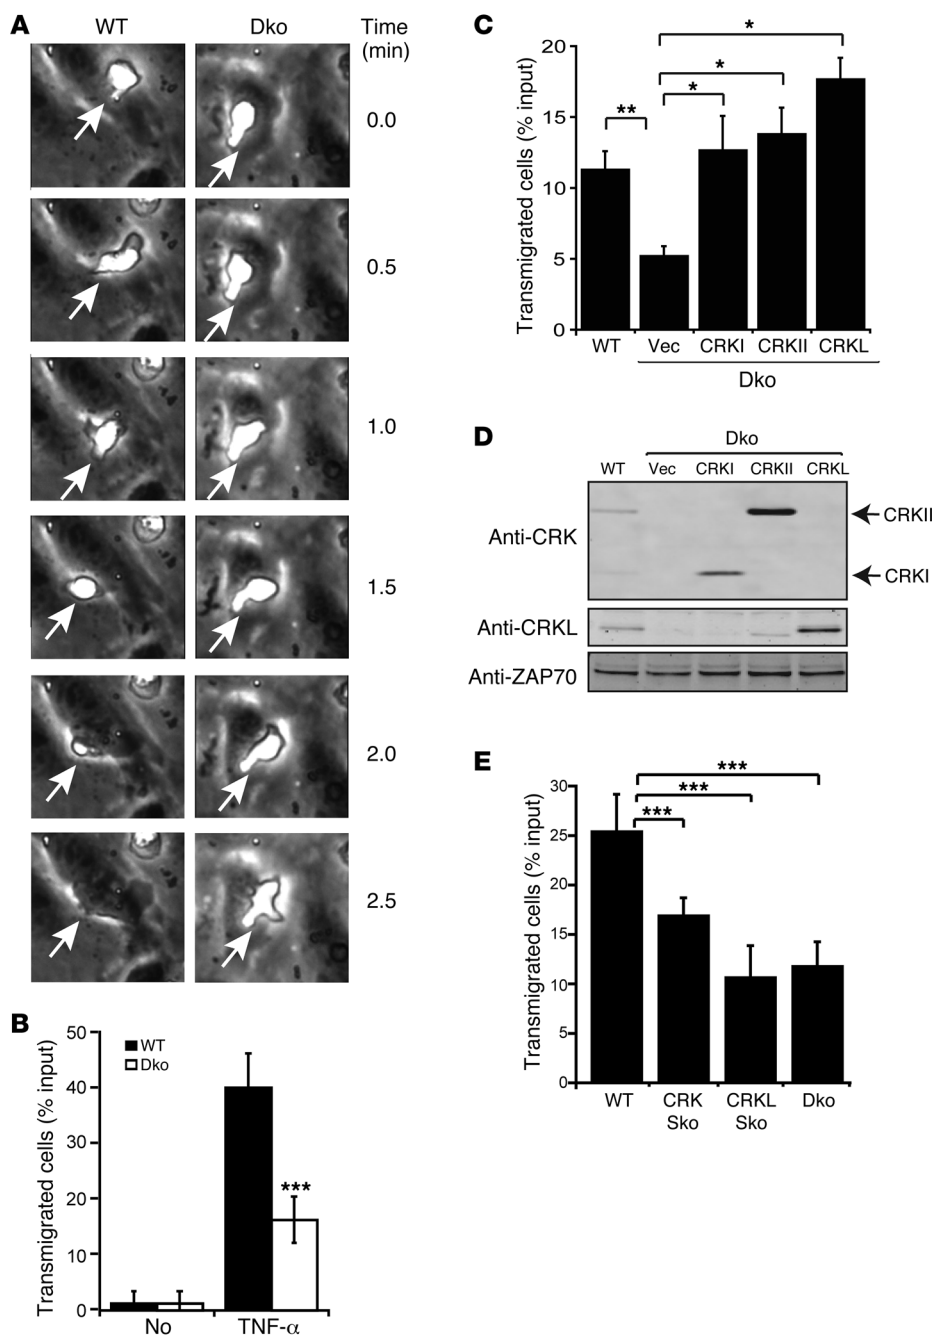 A
WT Dko Time
(min)
0.0
0.5
1.0
1.5
2.0
2.5
B
Transmigrated cells (% input)
50
40
30
20
10
0
WT
Dko
***
No TNF-α
C
Transmigrated cells (% input)
20
15
10
5
0
**
*
*
*
WT Vec CRKI CRKII CRKL
Dko
D
Dko
WT Vec CRKI CRKII CRKL
Anti-CRK
CRKII
CRKI
Anti-CRKL
Anti-ZAP70
E
Transmigrated cells (% input)
30
25
20
15
10
5
0
***
***
***
WT CRK CRKL Dko
Sko Sko